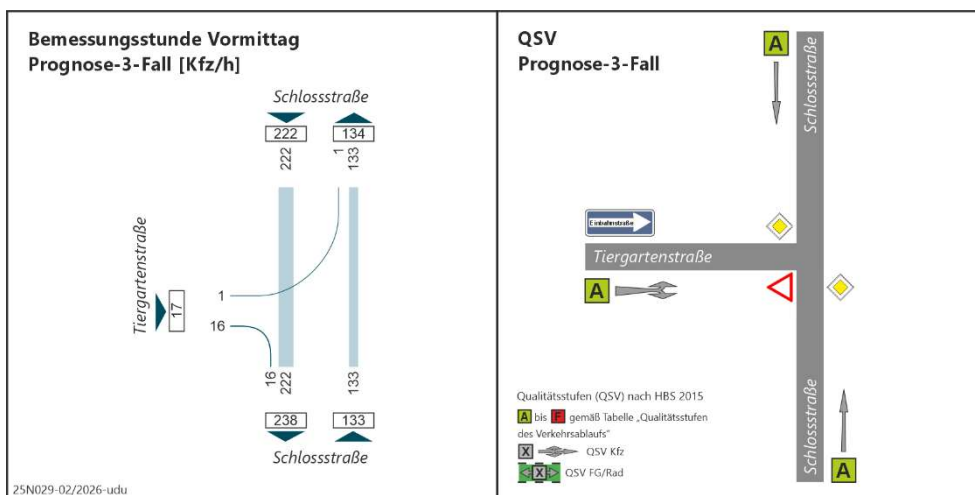 Bemessungsstunde Vormittag
Prognose-3-Fall [Kfz/h]
Schlossstraße
222
134
222
1
133
Tiergartenstraße
17
1
16
16
222
133
238
133
Schlossstraße
25N029-02/2026-udu
QSV
Prognose-3-Fall
A
Schlossstraße
Einbahnstraße
Tiergartenstraße
A
Qualitätsstufen (QSV) nach HBS 2015
A bis F gemäß Tabelle „Qualitätsstufen
des Verkehrsablaufs“
X QSV Kfz
X QSV FG/Rad
Schlossstraße
A